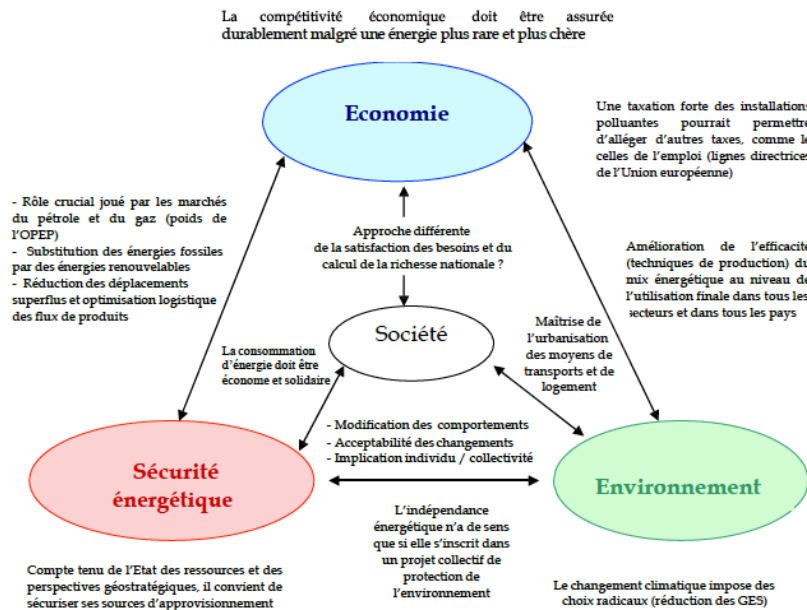 La compétitivité économique doit être assurée
durablement malgré une énergie plus rare et plus chère
Economie
Une taxation forte des installations
polluantes pourrait permettre
d'alléger d'autres taxes, comme le
celles de l'emploi (lignes directrices
de l'Union européenne)
- Rôle crucial joué par les marchés
du pétrole et du gaz (poids de
l'OPEP)
- Substitution des énergies fossiles
par des énergies renouvelables
- Réduction des déplacements
superflus et optimisation logistique
des flux de produits
Approche différente
de la satisfaction des besoins et du
calcul de la richesse nationale ?
Amélioration de l'efficacité
(techniques de production) du
mix énergétique au niveau de
l'utilisation finale dans tous les
secteurs et dans tous les pays
Société
La consommation
d'énergie doit être
économe et solidaire
Maîtrise de
l'urbanisation
des moyens de
transports et de
logement
- Modification des comportements
- Acceptabilité des changements
- Implication individu / collectivité
Sécurité
énergétique
Environnement
L'indépendance
énergétique n'a de sens
que si elle s'inscrit dans
un projet collectif de
protection de
l'environnement
Compte tenu de l'Etat des ressources et des
perspectives géostratégiques, il convient de
sécuriser ses sources d'approvisionnement
Le changement climatique impose des
choix radicaux (réduction des GES)